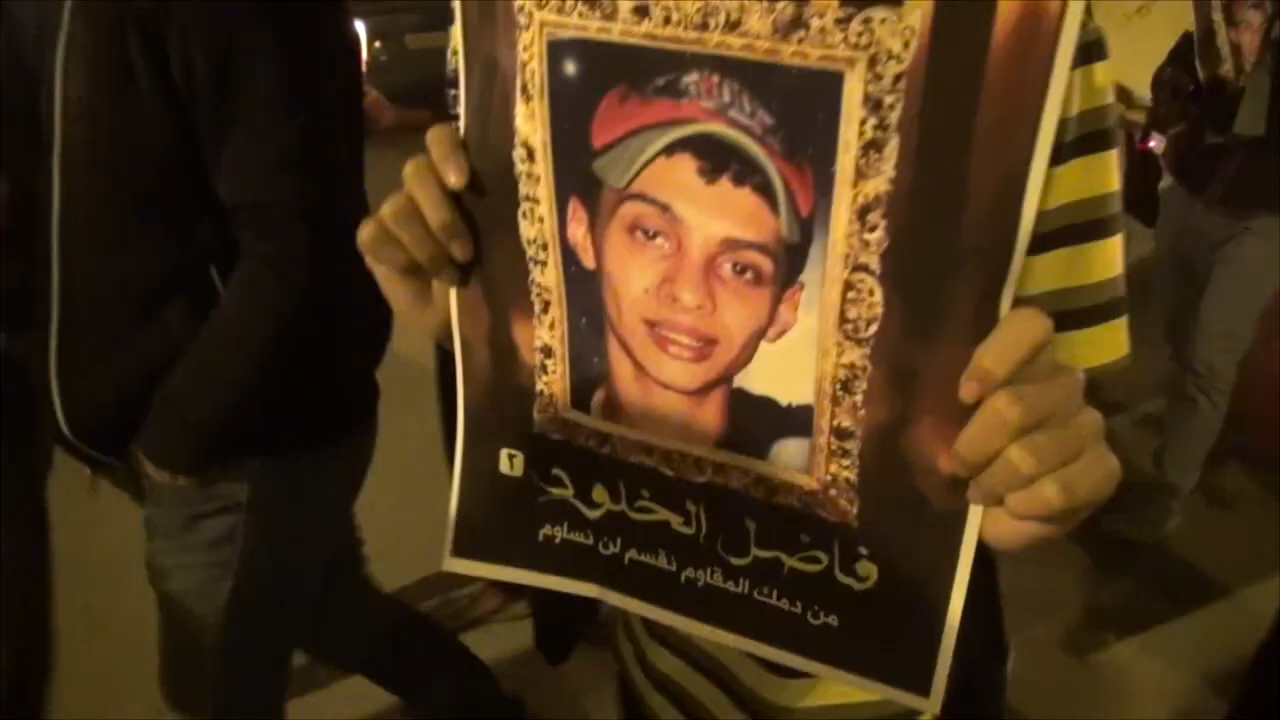 فاضل الخلود ٢
من دمك المقاوم نقسم لن نساوم